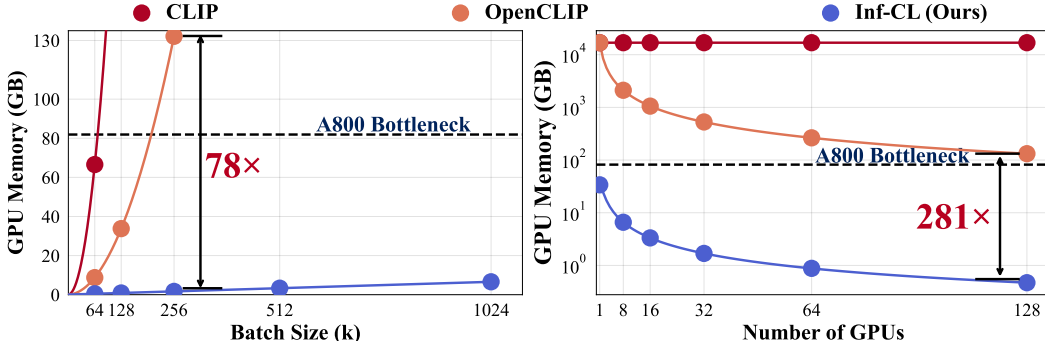 CLIP
OpenCLIP
Inf-CL (Ours)
GPU Memory (GB)
130
100
80
60
40
20
0
A800 Bottleneck
78×
64 128 256 512 1024
Batch Size (k)
GPU Memory (GB)
10^4
10^3
10^2
10^1
10^0
A800 Bottleneck
281×
1 8 16 32 64 128
Number of GPUs